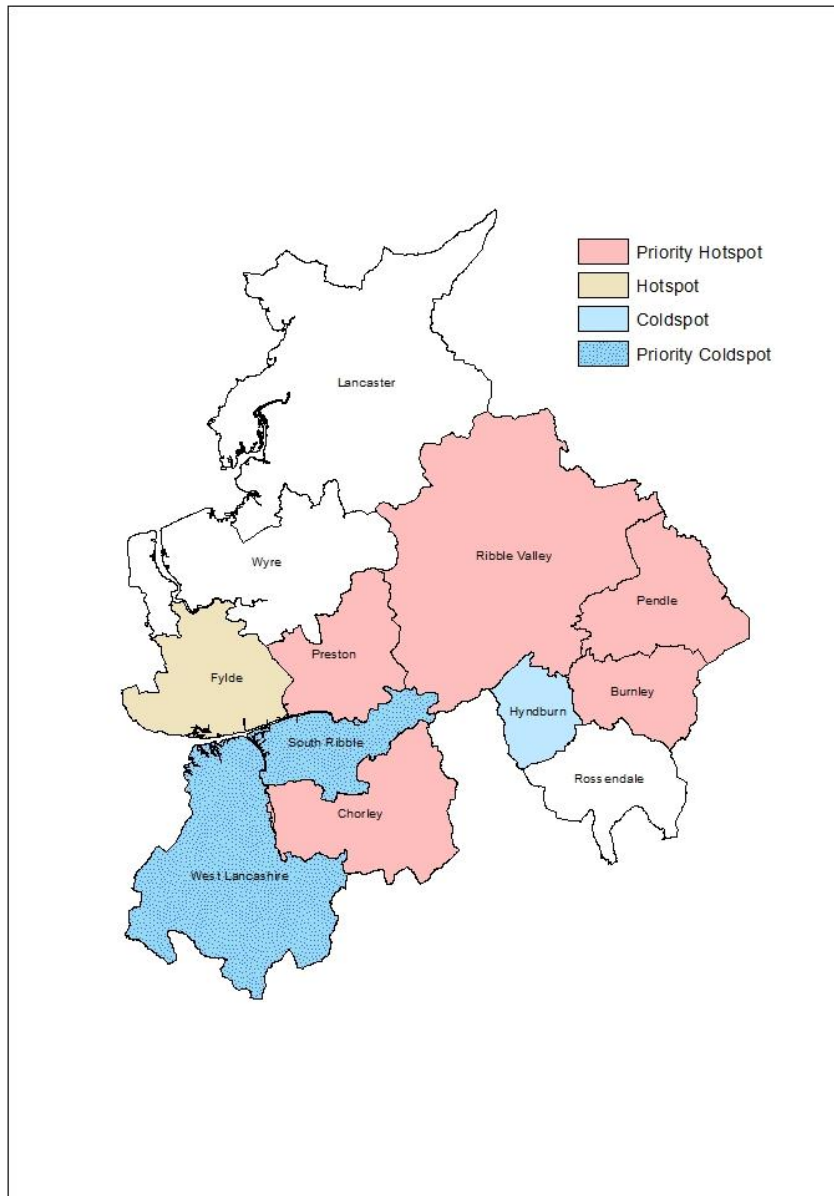 Priority Hotspot
Hotspot
Coldspot
Priority Coldspot
Lancaster
Wyre
Ribble Valley
Pendle
Preston
Fylde
Burnley
Hyndburn
South Ribble
Rossendale
Chorley
West Lancashire